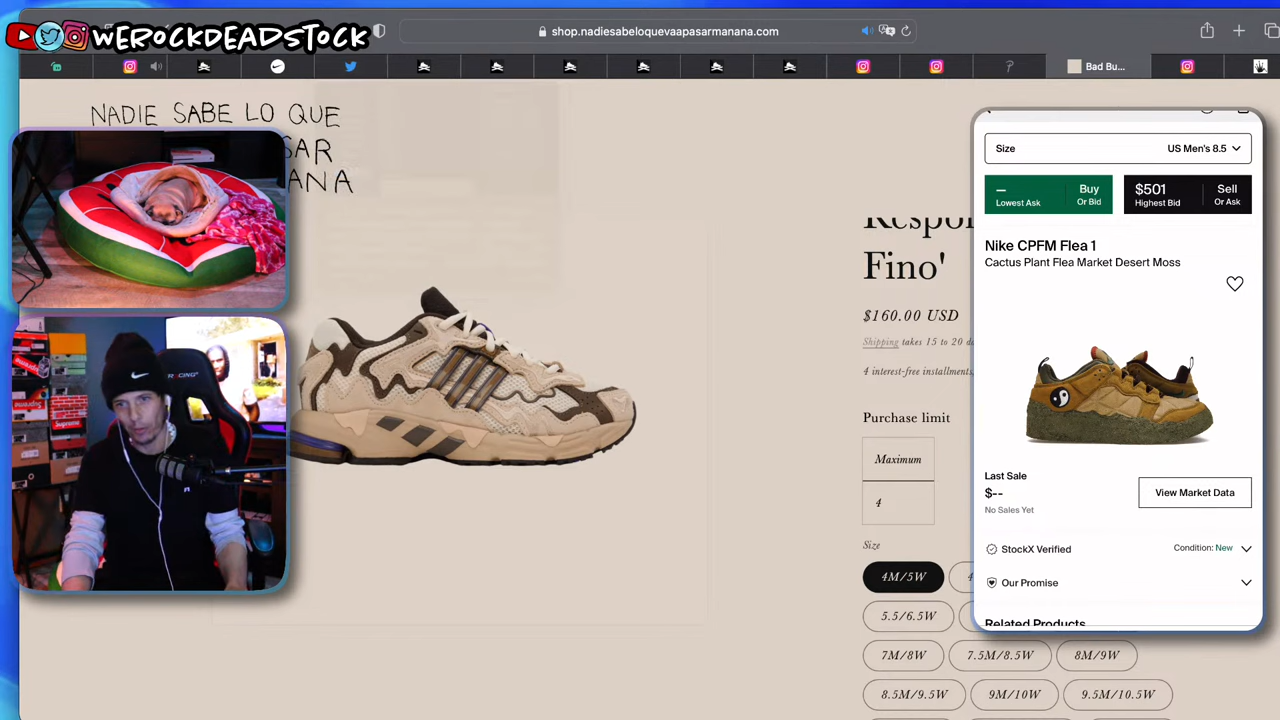 WEROCKDEADSTOCK
shop.nadiesabeloquevaapasarmanana.com
Bad Bu...
NADIE SABE LO QUE
SAR
ANA
Fino'
$160.00 USD
Shipping takes 15 to 20
4 interest-free installments,
Purchase limit
Maximum
4
Size
4M/5W
5.5/6.5W
7M/8W
7.5M/8.5W
8M/9W
8.5M/9.5W
9M/10W
9.5M/10.5W
Size
US Men's 8.5
Lowest Ask
Buy
Or Bid
$501
Highest Bid
Sell
Or Ask
Nike CPFM Flea 1
Cactus Plant Flea Market Desert Moss
Last Sale
$--
No Sales Yet
View Market Data
StockX Verified
Condition: New
Our Promise
Related Products
RACING
Supreme